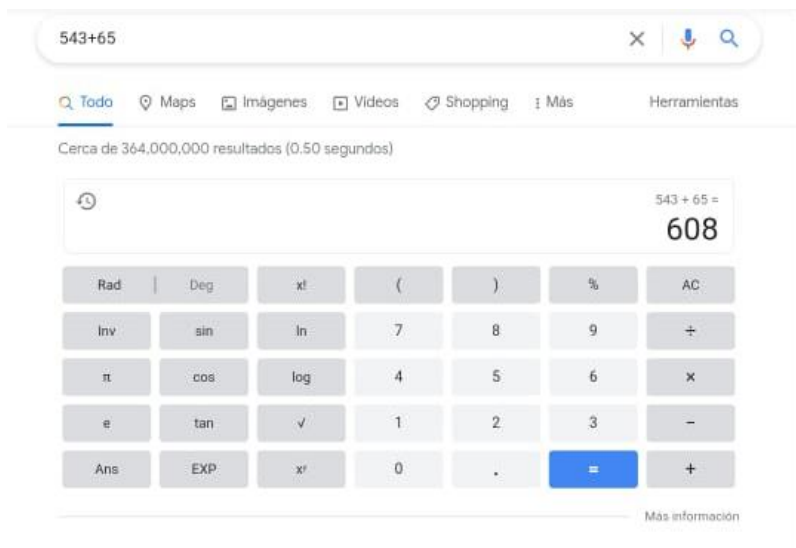 543+65
Todo Maps Imágenes Videos Shopping Más Herramientas
Cerca de 364,000,000 resultados (0.50 segundos)
543 + 65 =
608
Rad Deg x! ( ) % AC
Inv sin ln 7 8 9 ÷
π cos log 4 5 6 ×
e tan √ 1 2 3 −
Ans EXP xʸ 0 . = +
Más información